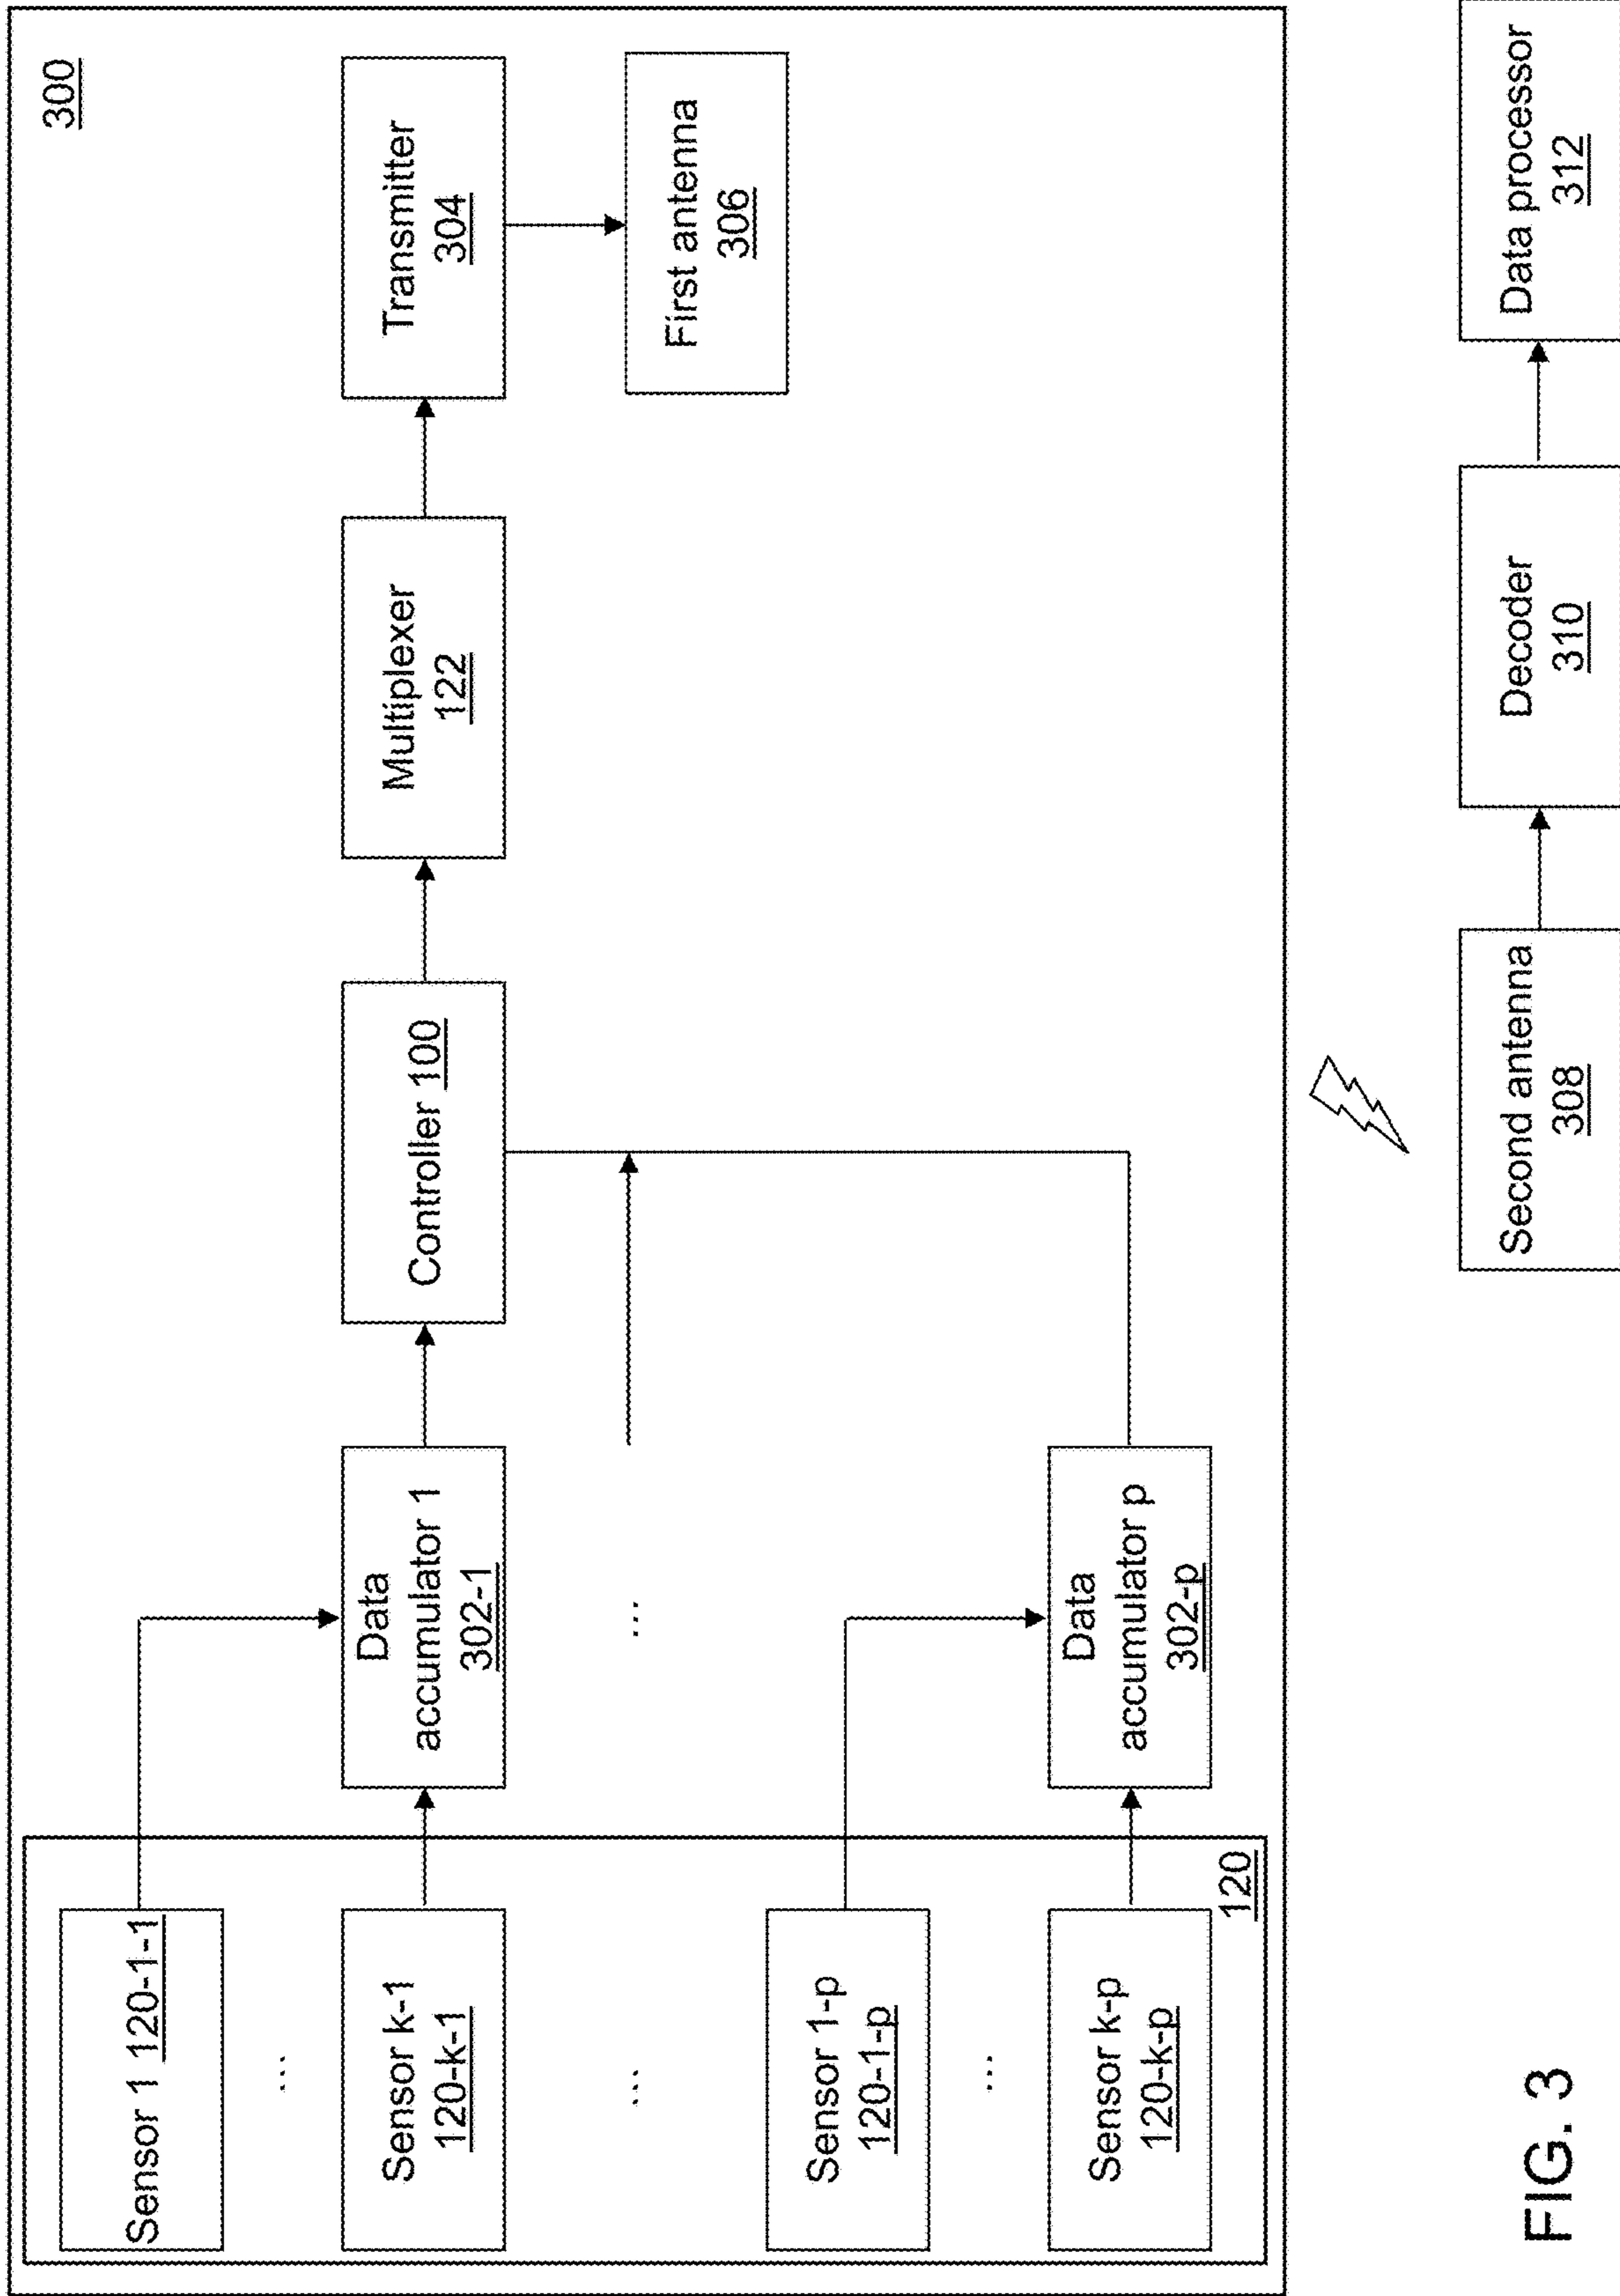 300
Sensor 1 120-1-1
...
Sensor k-1
120-k-1
...
Sensor 1-p
120-1-p
...
Sensor k-p
120-k-p
120
Data
accumulator 1
302-1
...
Data
accumulator p
302-p
Controller 100
Multiplexer
122
Transmitter
304
First antenna
306
Second antenna
308
Decoder
310
Data processor
312
FIG. 3